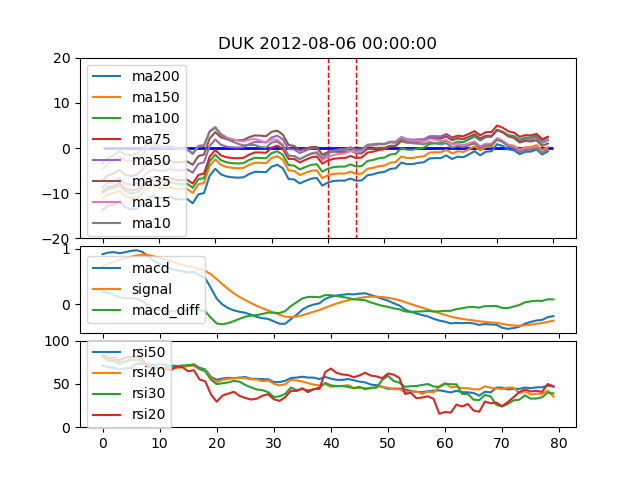 DUK 2012-08-06 00:00:00
20
10
0
−10
−20
ma200
ma150
ma100
ma75
ma50
ma35
ma15
ma10
1
0
macd
signal
macd_diff
100
50
0
rsi50
rsi40
rsi30
rsi20
0 10 20 30 40 50 60 70 80